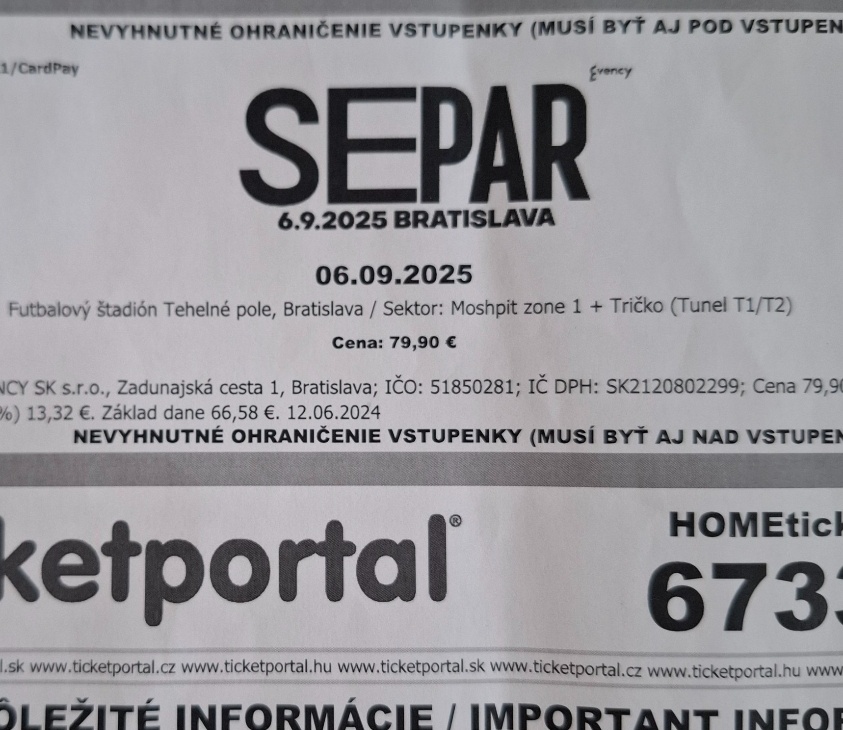 NEVYHNUTNÉ OHRANIČENIE VSTUPENKY (MUSÍ BYŤ AJ POD VSTUPEN
1/CardPay
Evency
SEPAR
6.9.2025 BRATISLAVA
06.09.2025
Futbalový štadión Tehelné pole, Bratislava / Sektor: Moshpit zone 1 + Tričko (Tunel T1/T2)
Cena: 79,90 €
NCY SK s.r.o., Zadunajská cesta 1, Bratislava; IČO: 51850281; IČ DPH: SK2120802299; Cena 79,90
%) 13,32 €. Základ dane 66,58 €. 12.06.2024
NEVYHNUTNÉ OHRANIČENIE VSTUPENKY (MUSÍ BYŤ AJ NAD VSTUPEN
ketportal®
HOMEtick
6733
l.sk www.ticketportal.cz www.ticketportal.hu www.ticketportal.sk www.ticketportal.cz www.ticketportal.hu www
ÔLEŽITÉ INFORMÁCIE / IMPORTANT INFOR